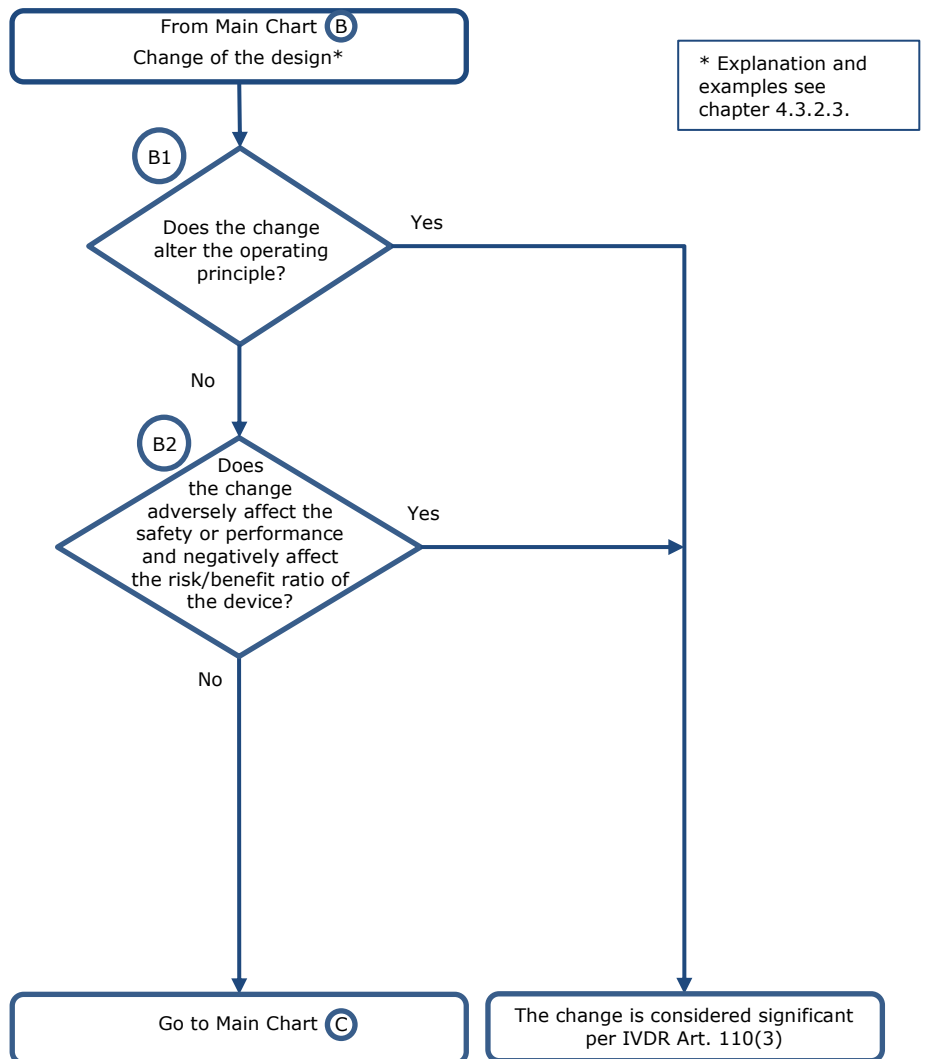 From Main Chart B
Change of the design*
* Explanation and
examples see
chapter 4.3.2.3.
B1
Does the change
alter the operating
principle?
Yes
No
B2
Does
the change
adversely affect the
safety or performance
and negatively affect
the risk/benefit ratio of
the device?
Yes
No
Go to Main Chart C
The change is considered significant
per IVDR Art. 110(3)